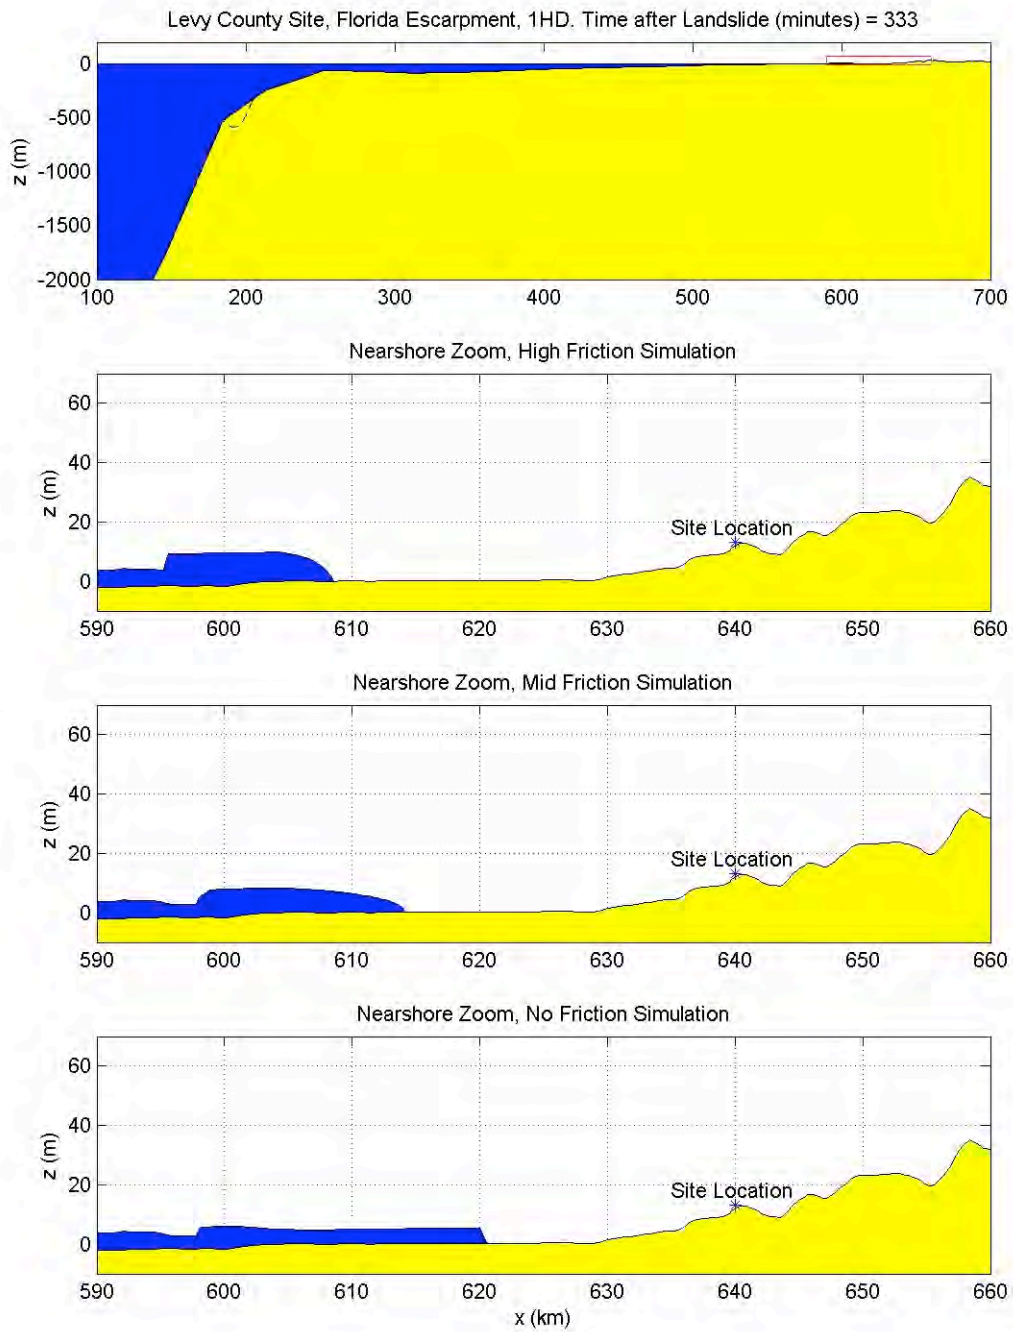 Levy County Site, Florida Escarpment, 1HD. Time after Landslide (minutes) = 333
0
-500
-1000
-1500
-2000
z (m)
100 200 300 400 500 600 700
Nearshore Zoom, High Friction Simulation
60
40
20
0
z (m)
Site Location
590 600 610 620 630 640 650 660
Nearshore Zoom, Mid Friction Simulation
60
40
20
0
z (m)
Site Location
590 600 610 620 630 640 650 660
Nearshore Zoom, No Friction Simulation
60
40
20
0
z (m)
Site Location
590 600 610 620 630 640 650 660
x (km)